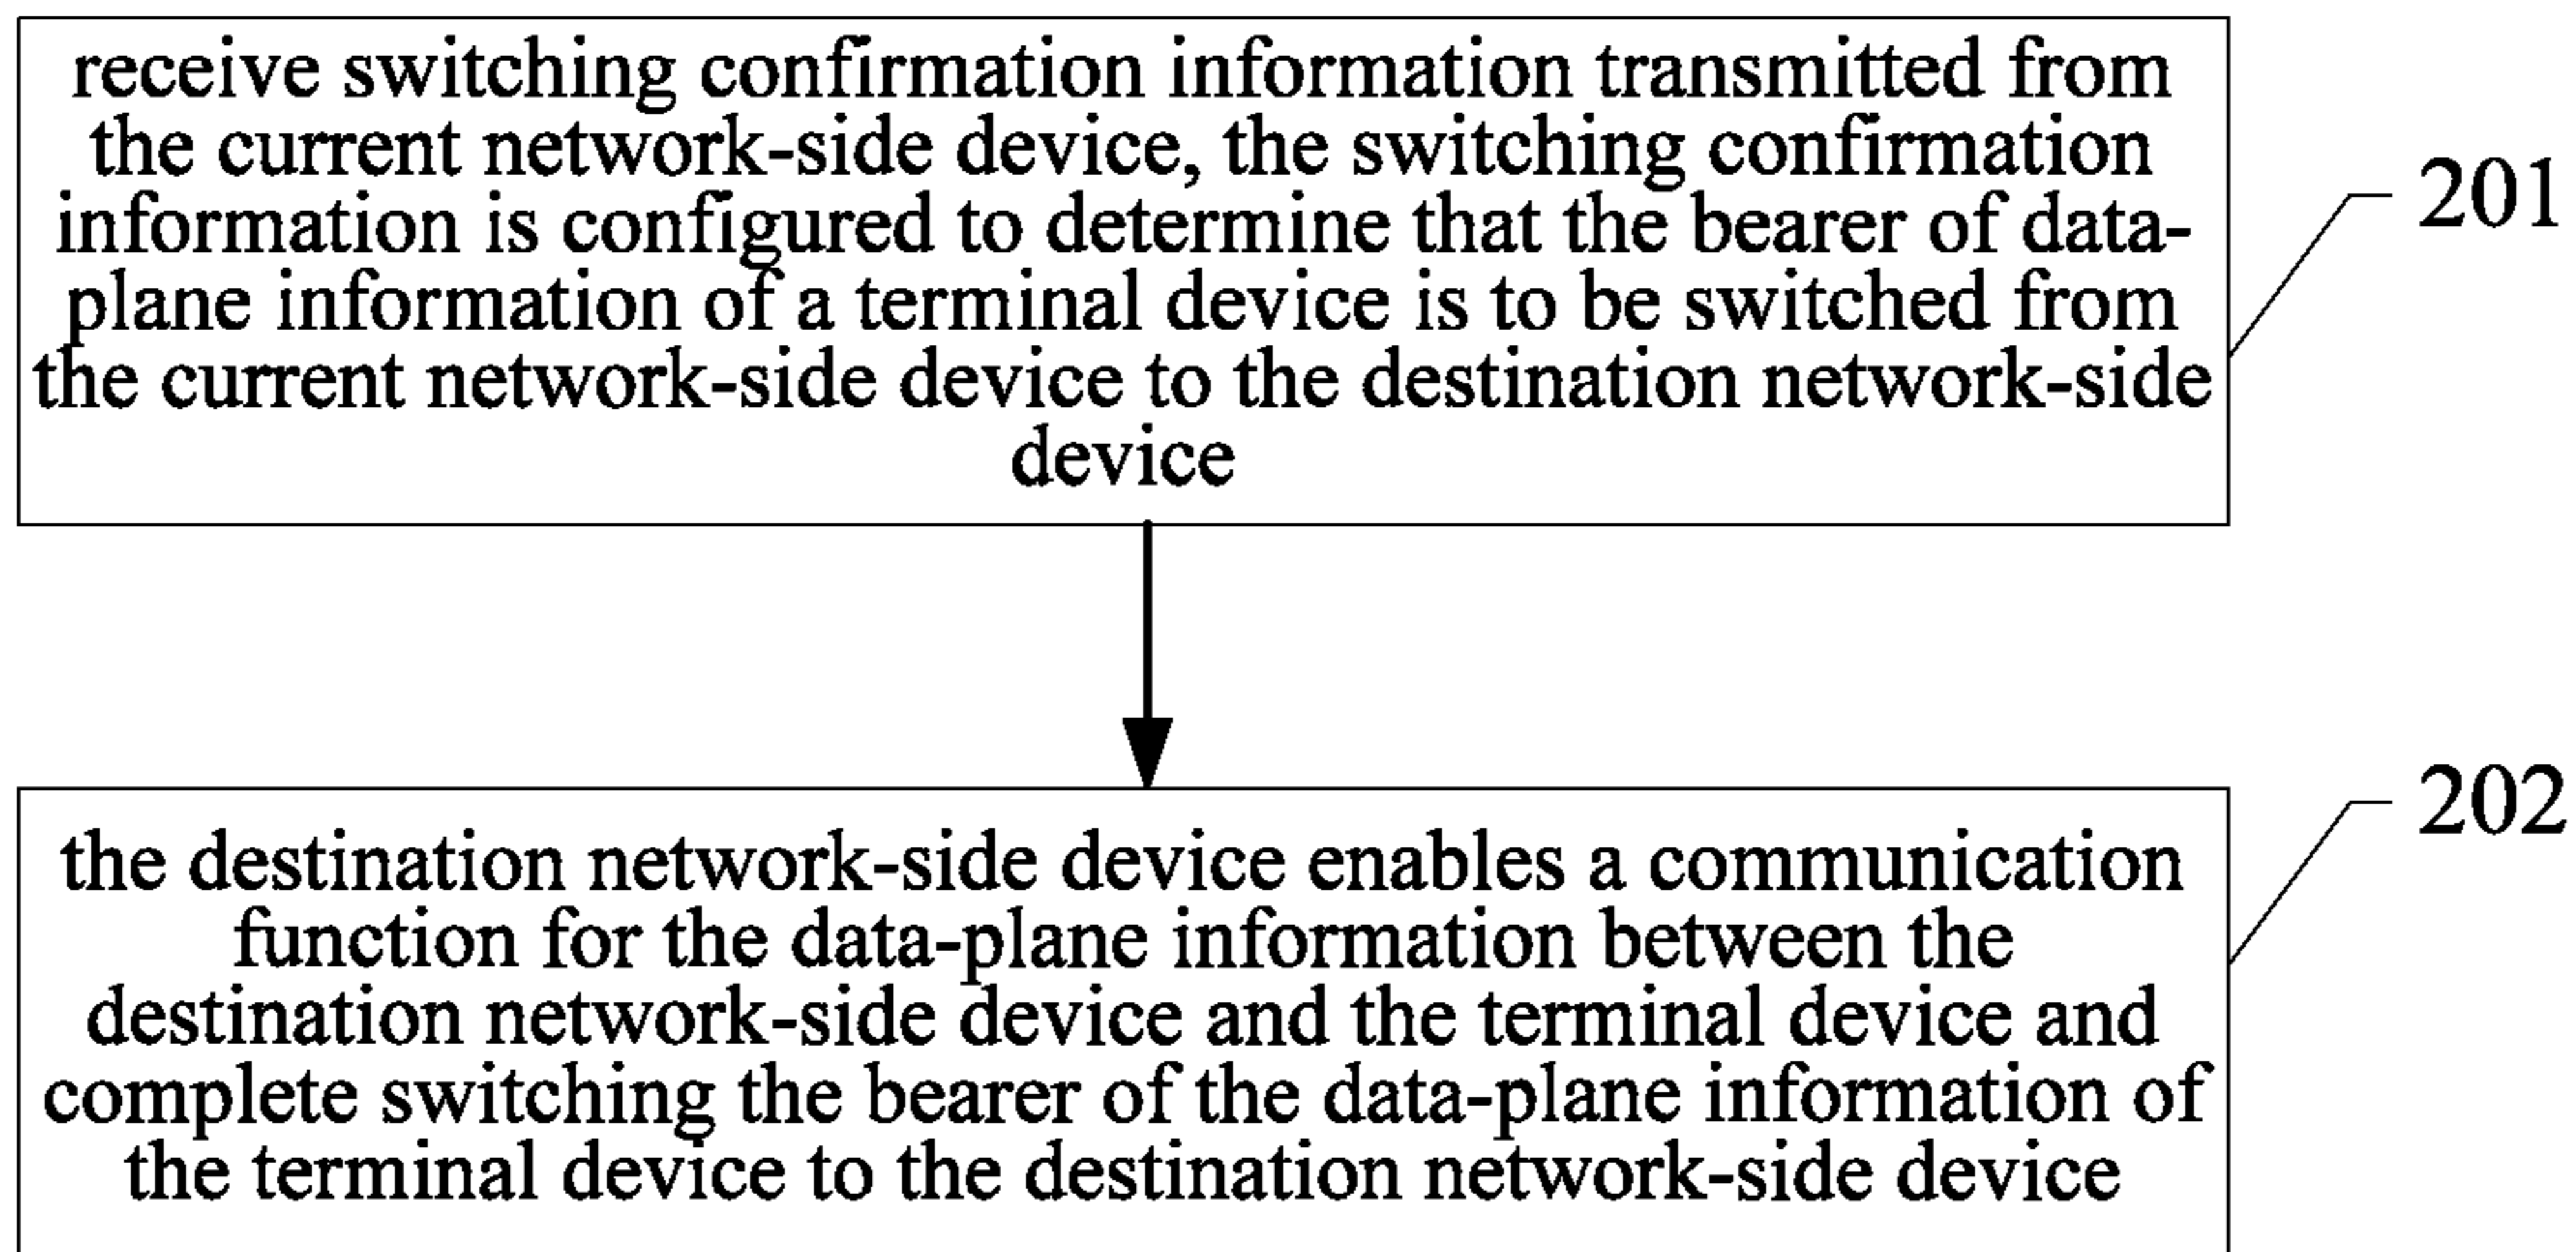 receive switching confirmation information transmitted from
the current network-side device, the switching confirmation
information is configured to determine that the bearer of data-
plane information of a terminal device is to be switched from
the current network-side device to the destination network-side
device
201
the destination network-side device enables a communication
function for the data-plane information between the
destination network-side device and the terminal device and
complete switching the bearer of the data-plane information of
the terminal device to the destination network-side device
202